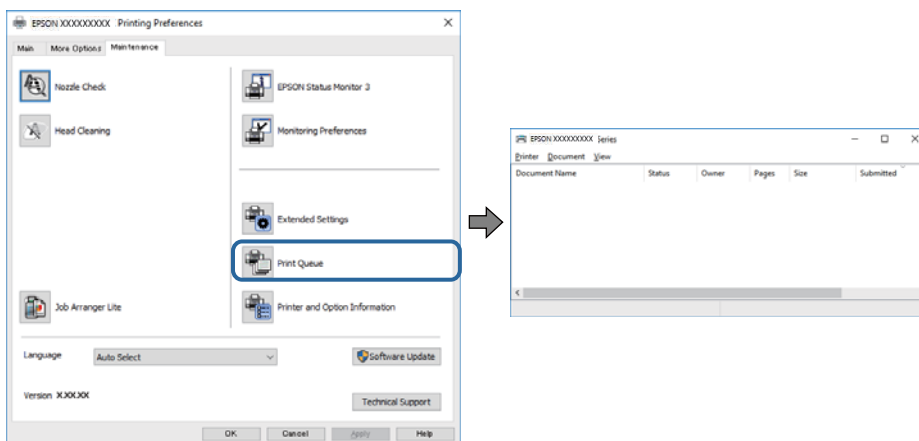 EPSON XXXXXXXXX Printing Preferences
Main More Options Maintenance
Nozzle Check
EPSON Status Monitor 3
Head Cleaning
Monitoring Preferences
Extended Settings
Print Queue
Job Arranger Lite
Printer and Option Information
Language
Auto Select
Software Update
Version X.XX.XX
Technical Support
OK Cancel Apply Help
EPSON XXXXXXXXX Series
Printer Document View
Document Name Status Owner Pages Size Submitted